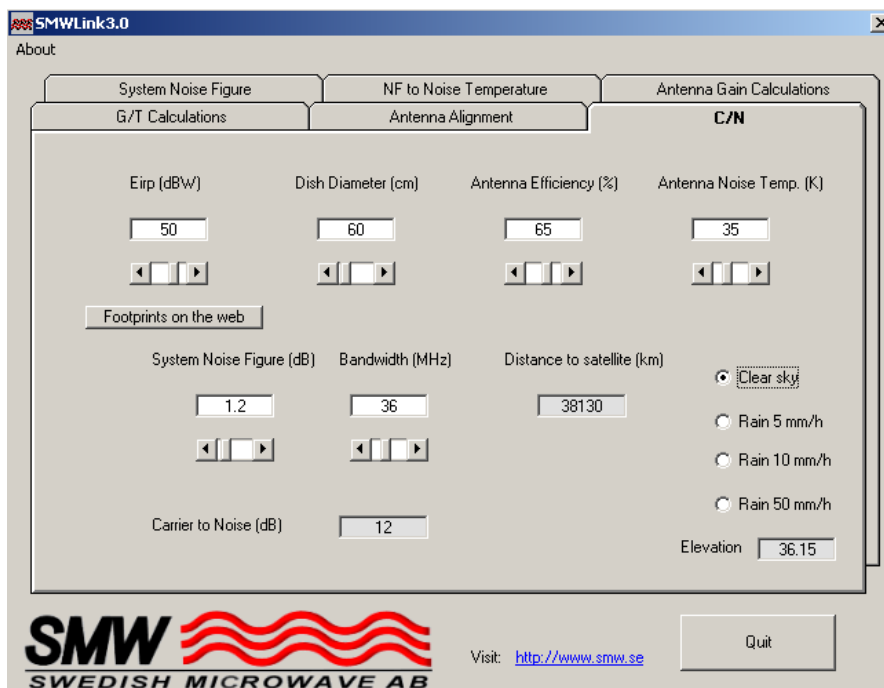 SMWLink3.0
About
System Noise Figure
NF to Noise Temperature
Antenna Gain Calculations
G/T Calculations
Antenna Alignment
C/N
Eirp (dBW)
Dish Diameter (cm)
Antenna Efficiency (%)
Antenna Noise Temp. (K)
50
60
65
35
Footprints on the web
System Noise Figure (dB)
Bandwidth (MHz)
Distance to satellite (km)
1.2
36
38130
Clear sky
Rain 5 mm/h
Rain 10 mm/h
Rain 50 mm/h
Carrier to Noise (dB)
12
Elevation
36.15
SMW
SWEDISH MICROWAVE AB
Visit: http://www.smw.se
Quit